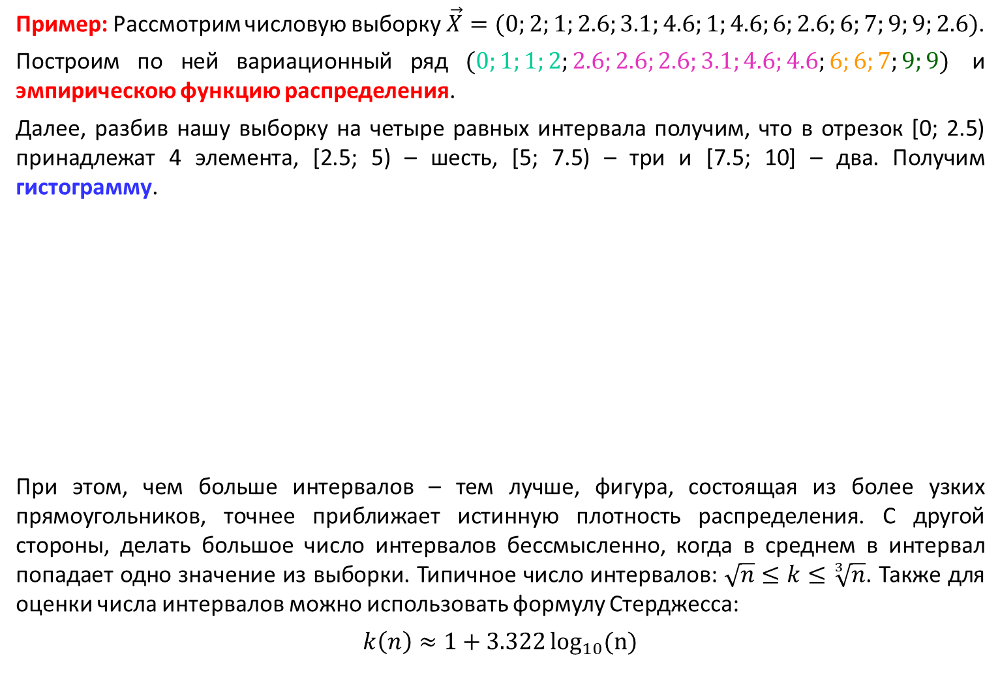 Пример: Рассмотрим числовую выборку $\vec{X} = (0; 2; 1; 2.6; 3.1; 4.6; 1; 4.6; 6; 2.6; 6; 7; 9; 9; 2.6)$.
Построим по ней вариационный ряд (0; 1; 1; 2; 2.6; 2.6; 2.6; 3.1; 4.6; 4.6; 6; 6; 7; 9; 9) и
эмпирическою функцию распределения.
Далее, разбив нашу выборку на четыре равных интервала получим, что в отрезок [0; 2.5)
принадлежат 4 элемента, [2.5; 5) – шесть, [5; 7.5) – три и [7.5; 10] – два. Получим
гистограмму.
При этом, чем больше интервалов – тем лучше, фигура, состоящая из более узких
прямоугольников, точнее приближает истинную плотность распределения. С другой
стороны, делать большое число интервалов бессмысленно, когда в среднем в интервал
попадает одно значение из выборки. Типичное число интервалов: $\sqrt{n} \leq k \leq \sqrt[3]{n}$. Также для
оценки числа интервалов можно использовать формулу Стерджесса:
$k(n) \approx 1 + 3.322 \log_{10}(\mathrm{n})$